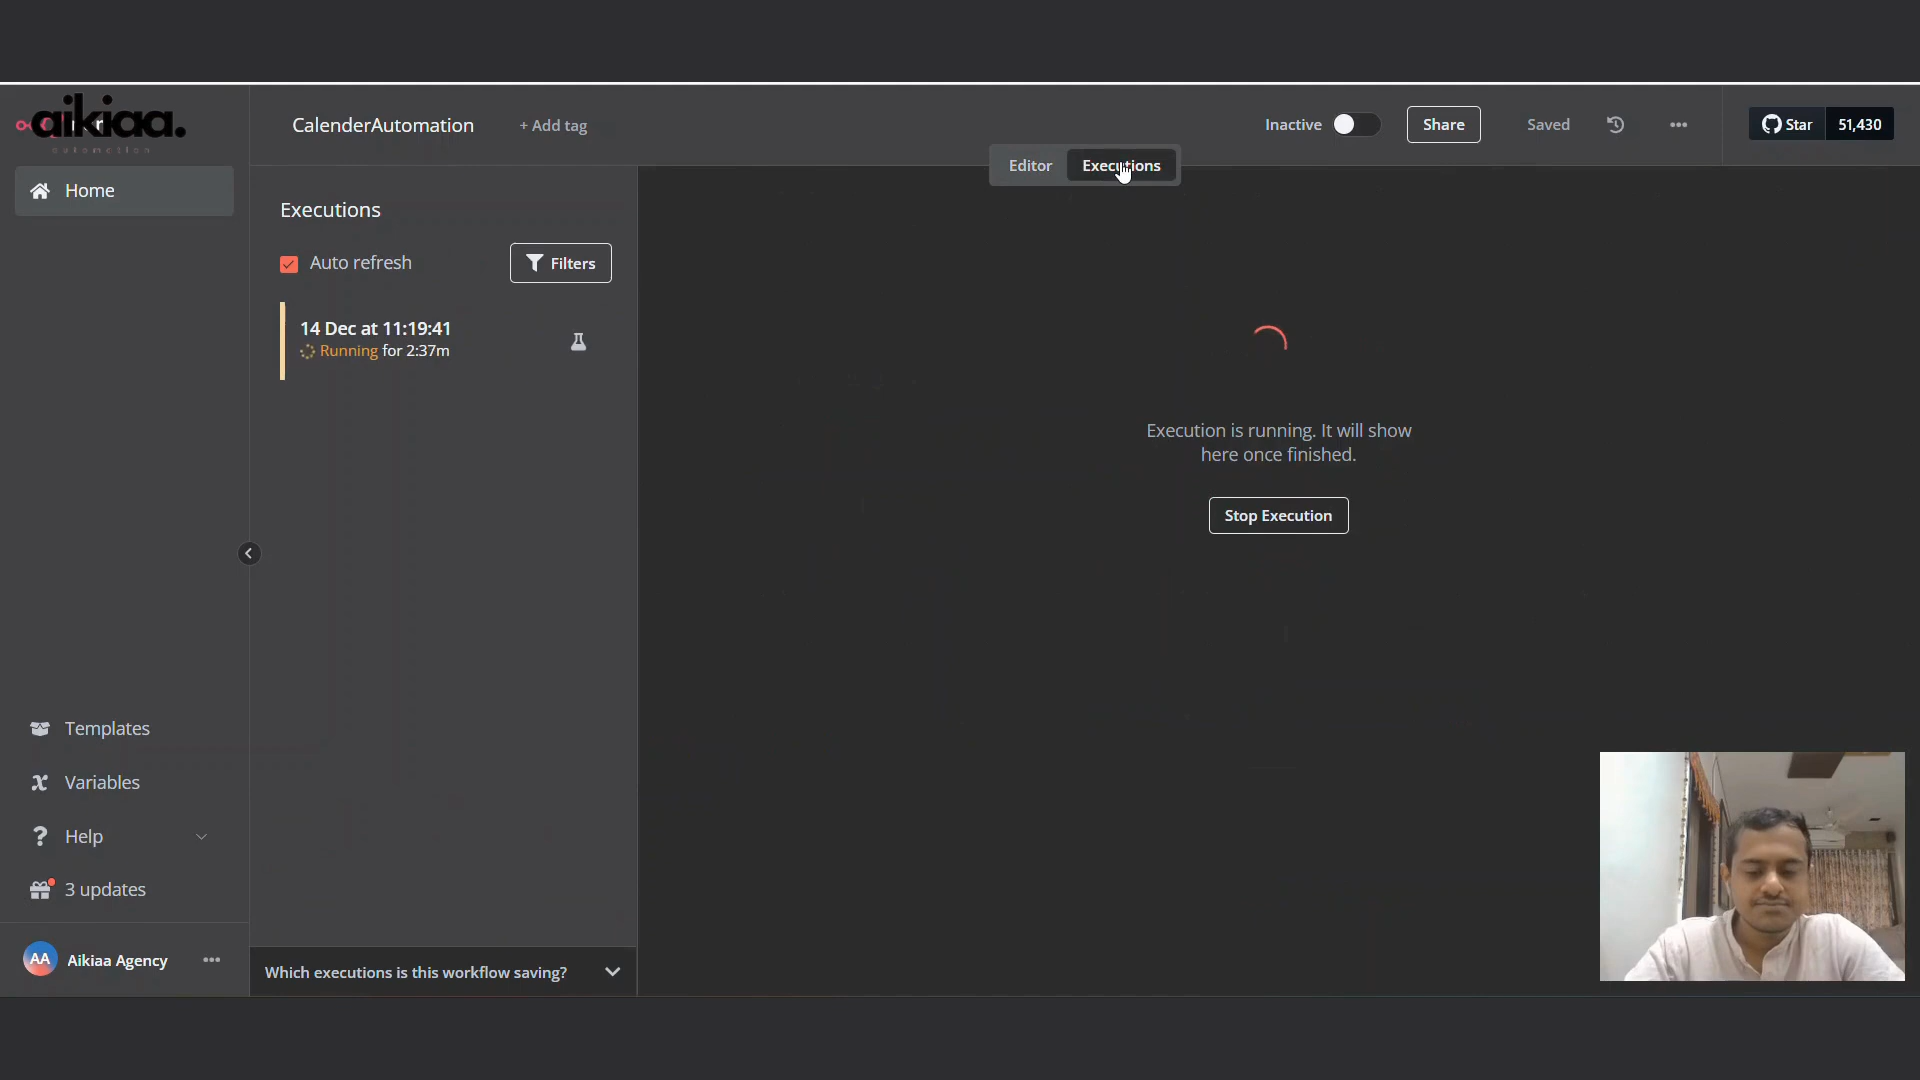 aikiaa.
automation
CalenderAutomation
+ Add tag
Inactive
Share
Saved
Star
51,430
Editor
Executions
Home
Executions
Auto refresh
Filters
14 Dec at 11:19:41
Running for 2:37m
Execution is running. It will show
here once finished.
Stop Execution
Templates
Variables
Help
3 updates
AA
Aikiaa Agency
Which executions is this workflow saving?